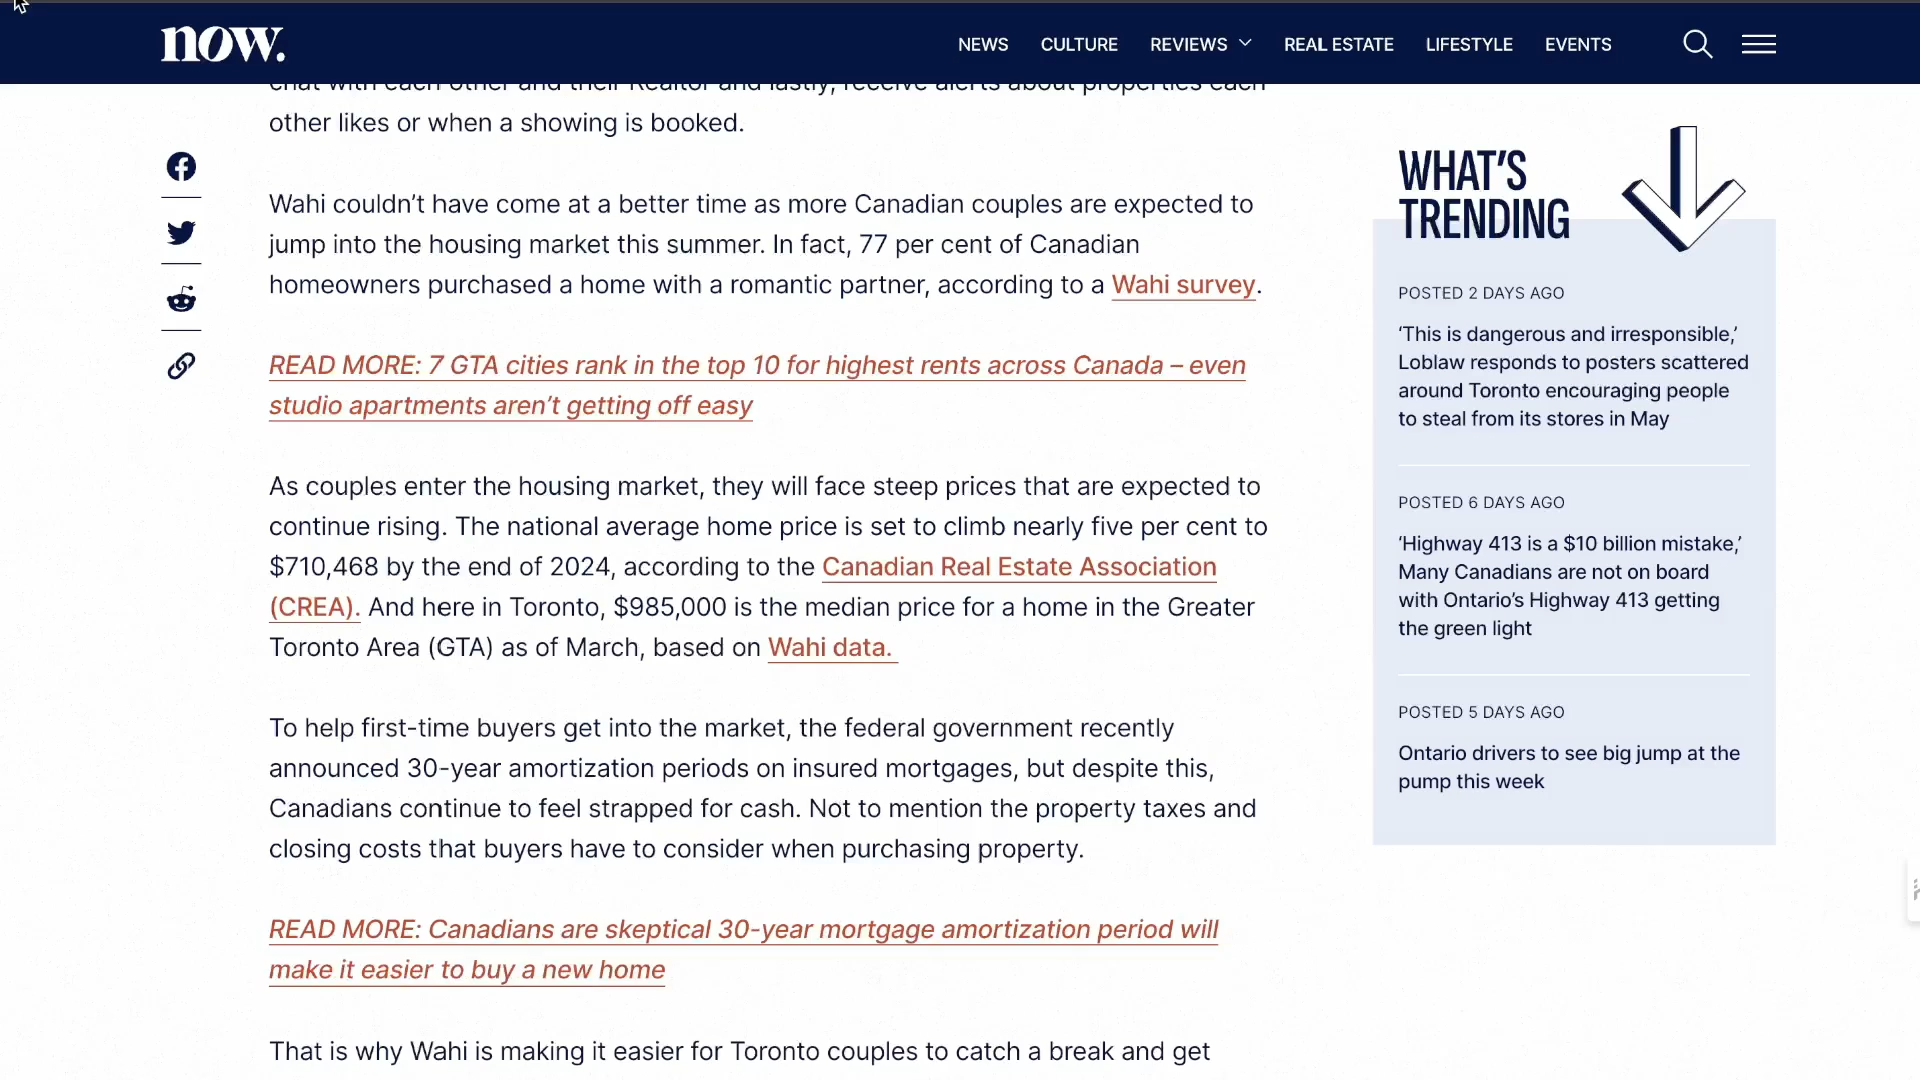 now.
NEWS CULTURE REVIEWS REAL ESTATE LIFESTYLE EVENTS
chat with each other and their Realtor and lastly, receive alerts about properties each
other likes or when a showing is booked.
Wahi couldn’t have come at a better time as more Canadian couples are expected to
jump into the housing market this summer. In fact, 77 per cent of Canadian
homeowners purchased a home with a romantic partner, according to a Wahi survey.
READ MORE: 7 GTA cities rank in the top 10 for highest rents across Canada – even
studio apartments aren’t getting off easy
As couples enter the housing market, they will face steep prices that are expected to
continue rising. The national average home price is set to climb nearly five per cent to
$710,468 by the end of 2024, according to the Canadian Real Estate Association
(CREA). And here in Toronto, $985,000 is the median price for a home in the Greater
Toronto Area (GTA) as of March, based on Wahi data.
To help first-time buyers get into the market, the federal government recently
announced 30-year amortization periods on insured mortgages, but despite this,
Canadians continue to feel strapped for cash. Not to mention the property taxes and
closing costs that buyers have to consider when purchasing property.
READ MORE: Canadians are skeptical 30-year mortgage amortization period will
make it easier to buy a new home
That is why Wahi is making it easier for Toronto couples to catch a break and get
WHAT’S
TRENDING
POSTED 2 DAYS AGO
‘This is dangerous and irresponsible,’
Loblaw responds to posters scattered
around Toronto encouraging people
to steal from its stores in May
POSTED 6 DAYS AGO
‘Highway 413 is a $10 billion mistake,’
Many Canadians are not on board
with Ontario’s Highway 413 getting
the green light
POSTED 5 DAYS AGO
Ontario drivers to see big jump at the
pump this week